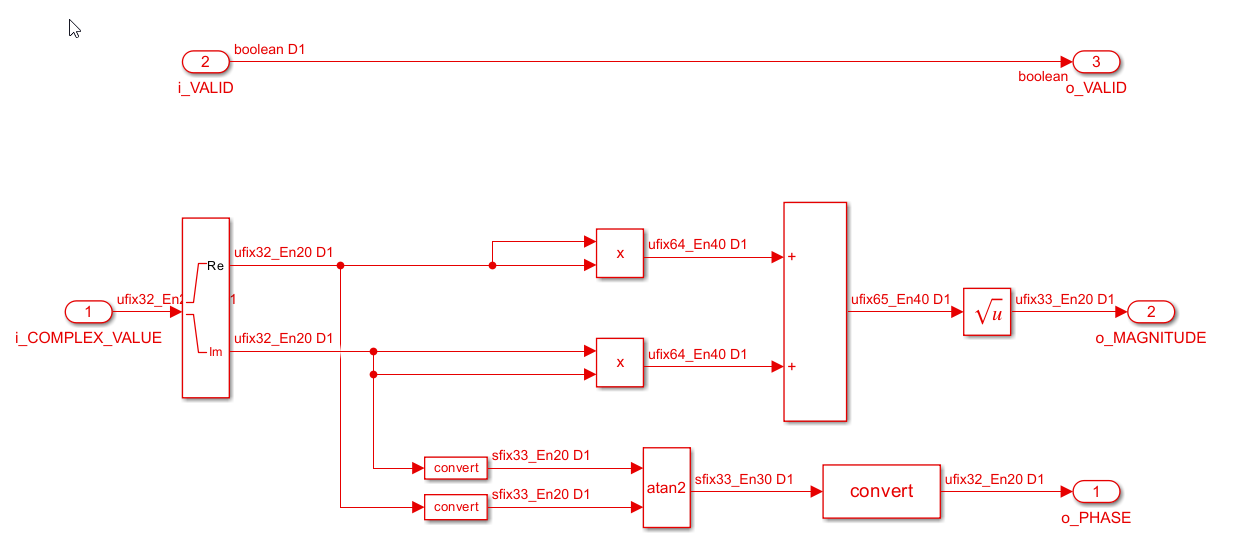 boolean D1
2
i_VALID
3
boolean
o_VALID
ufix32_En20 D1
Re
x
ufix64_En40 D1
+
1
i_COMPLEX_VALUE
1
ufix65_En40 D1
√u
ufix33_En20 D1
2
o_MAGNITUDE
ufix32_En20 D1
Im
x
ufix64_En40 D1
+
convert
sfix33_En20 D1
convert
sfix33_En20 D1
atan2
sfix33_En30 D1
convert
ufix32_En20 D1
1
o_PHASE